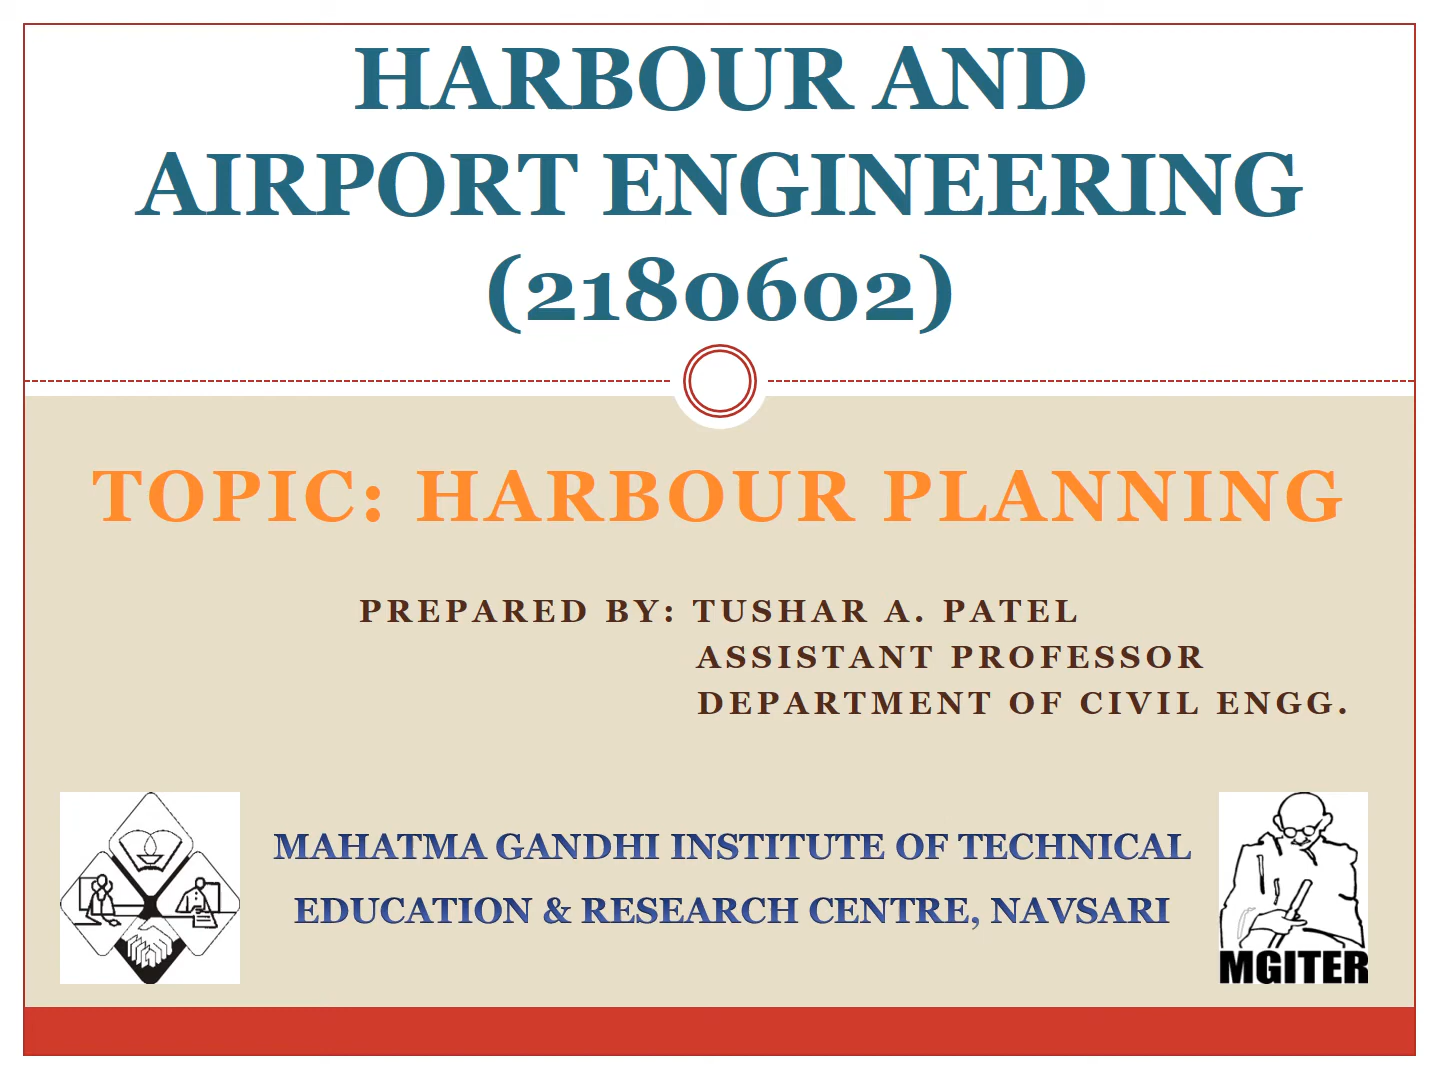 HARBOUR AND
AIRPORT ENGINEERING
(2180602)
TOPIC: HARBOUR PLANNING
PREPARED BY: TUSHAR A. PATEL
ASSISTANT PROFESSOR
DEPARTMENT OF CIVIL ENGG.
MAHATMA GANDHI INSTITUTE OF TECHNICAL
EDUCATION & RESEARCH CENTRE, NAVSARI
MGITER